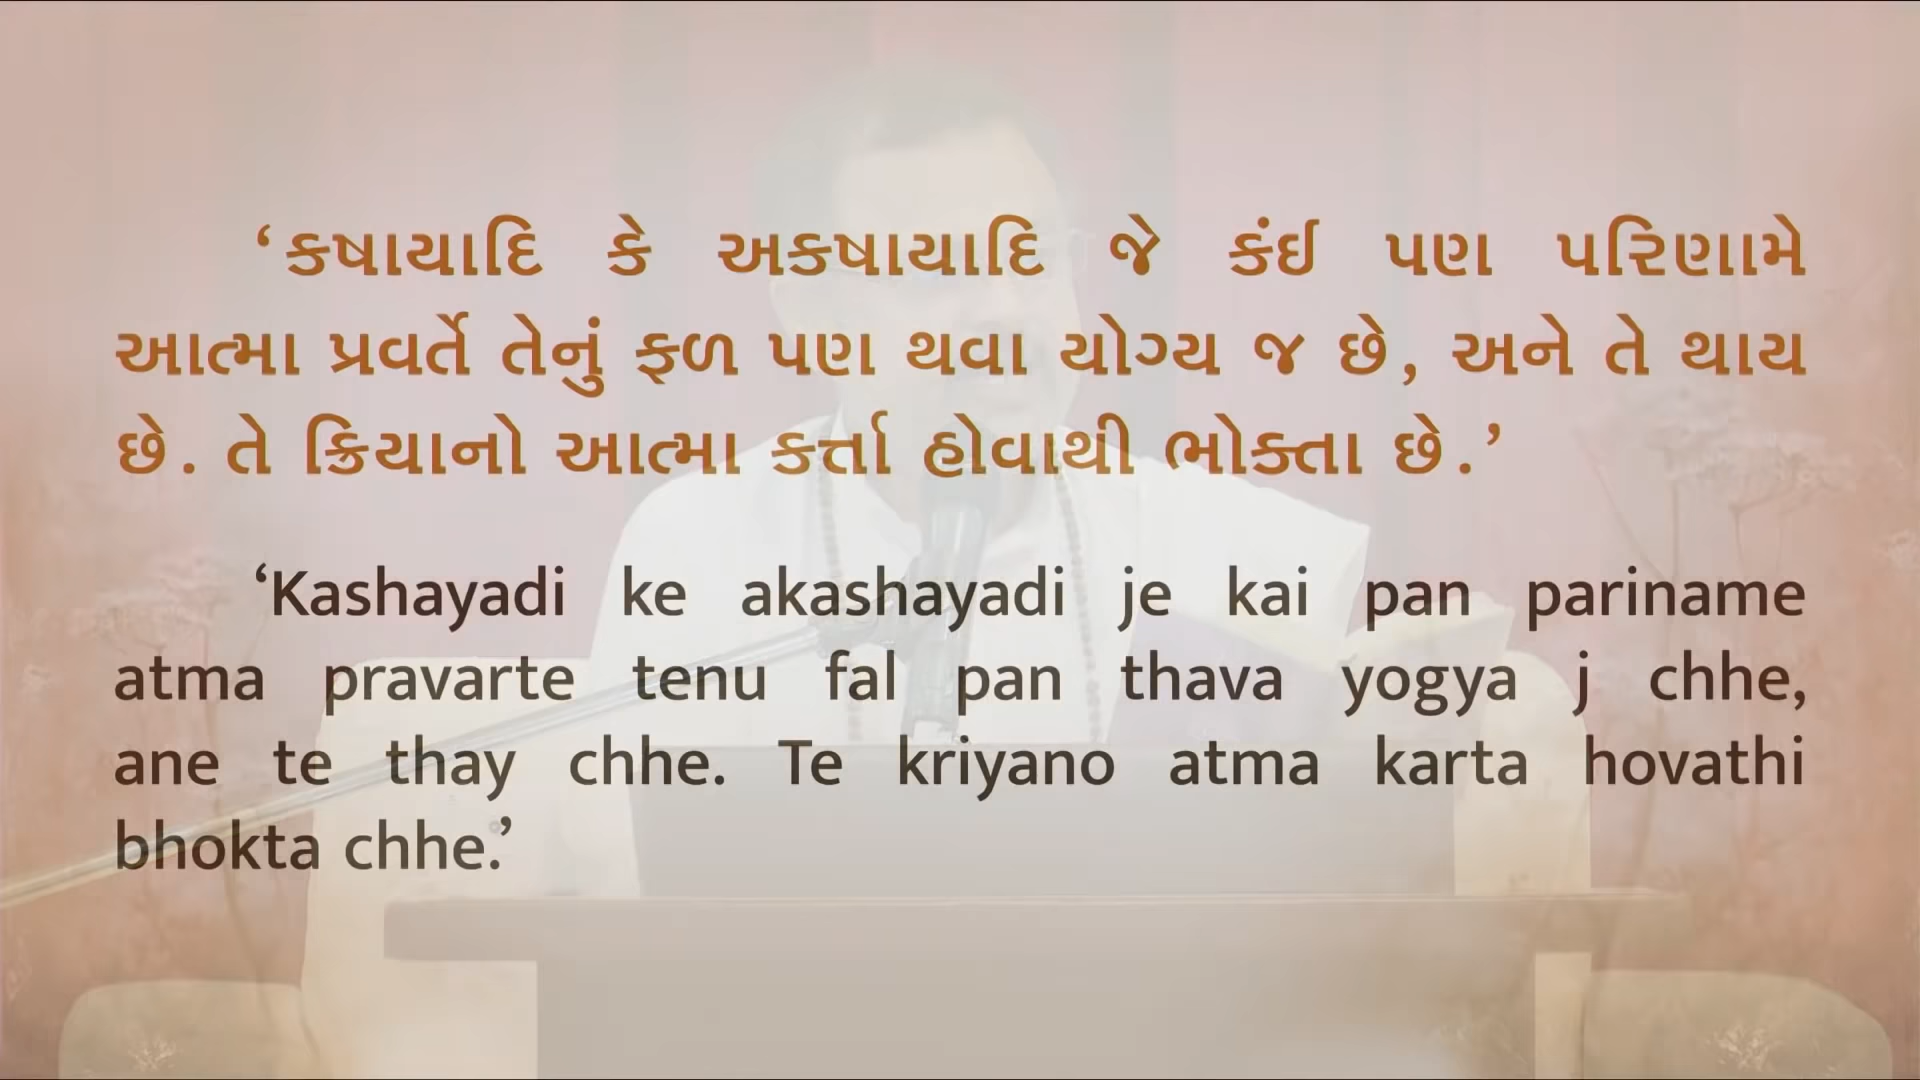 ‘કષાયાદિ કે અકષાયાદિ જે કંઈ પણ પરિણામે
આત્મા પ્રવર્તે તેનું ફળ પણ થવા યોગ્ય જ છે, અને તે થાય
છે. તે ક્રિયાનો આત્મા કર્ત્તા હોવાથી ભોક્તા છે.’
‘Kashayadi ke akashayadi je kai pan pariname
atma pravarte tenu fal pan thava yogya j chhe,
ane te thay chhe. Te kriyano atma karta hovathi
bhokta chhe.’